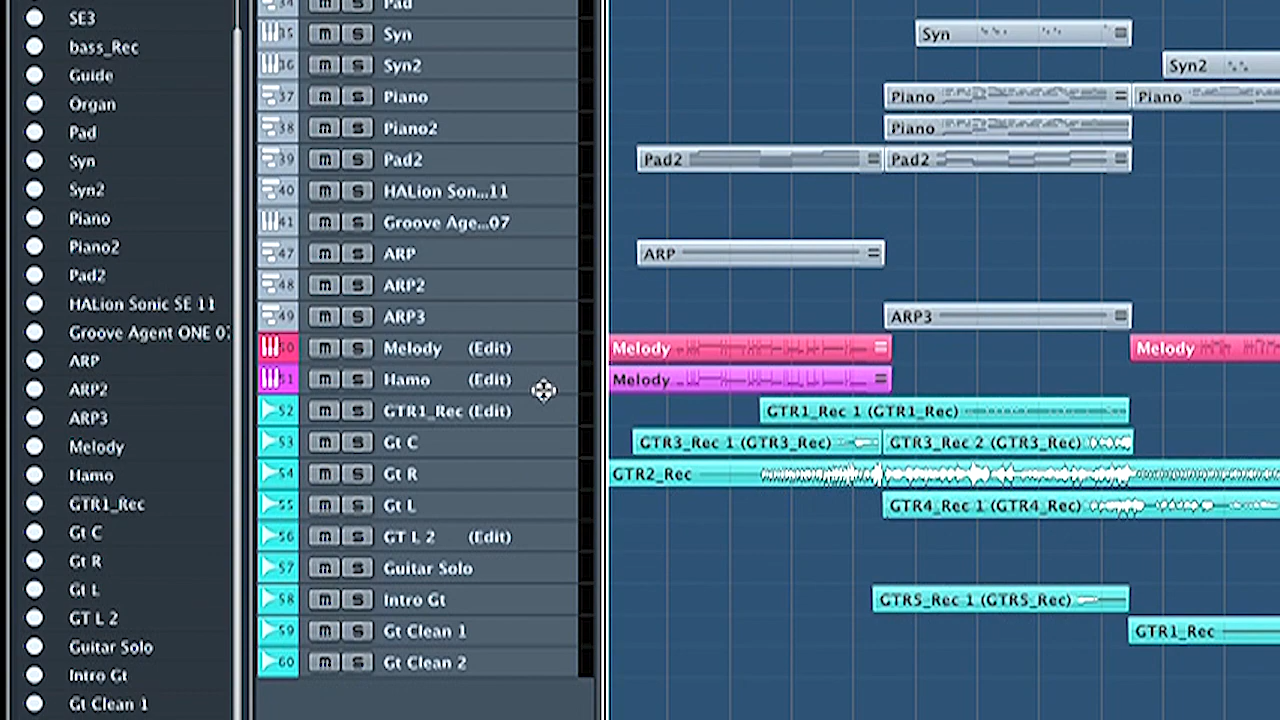 SE3
bass_Rec
Guide
Organ
Pad
Syn
Syn2
Piano
Piano2
Pad2
HALion Sonic SE 11
Groove Agent ONE 07
ARP
ARP2
ARP3
Melody
Hamo
GTR1_Rec
Gt C
Gt R
Gt L
GT L 2
Guitar Solo
Intro Gt
Gt Clean 1
34 Pad
35 m S Syn
36 m S Syn2
37 m S Piano
38 m S Piano2
39 m S Pad2
40 m S HALion Son...11
41 m S Groove Age...07
47 m S ARP
48 m S ARP2
49 m S ARP3
50 m S Melody (Edit)
51 m S Hamo (Edit)
52 m S GTR1_Rec (Edit)
53 m S Gt C
54 m S Gt R
55 m S Gt L
56 m S GT L 2 (Edit)
57 m S Guitar Solo
58 m S Intro Gt
59 m S Gt Clean 1
60 m S Gt Clean 2
Syn
Syn2
Piano Piano
Piano
Pad2 Pad2
ARP
ARP3
Melody Melody
Melody
GTR1_Rec 1 (GTR1_Rec)
GTR3_Rec 1 (GTR3_Rec) GTR3_Rec 2 (GTR3_Rec)
GTR2_Rec
GTR4_Rec 1 (GTR4_Rec)
GTR5_Rec 1 (GTR5_Rec)
GTR1_Rec